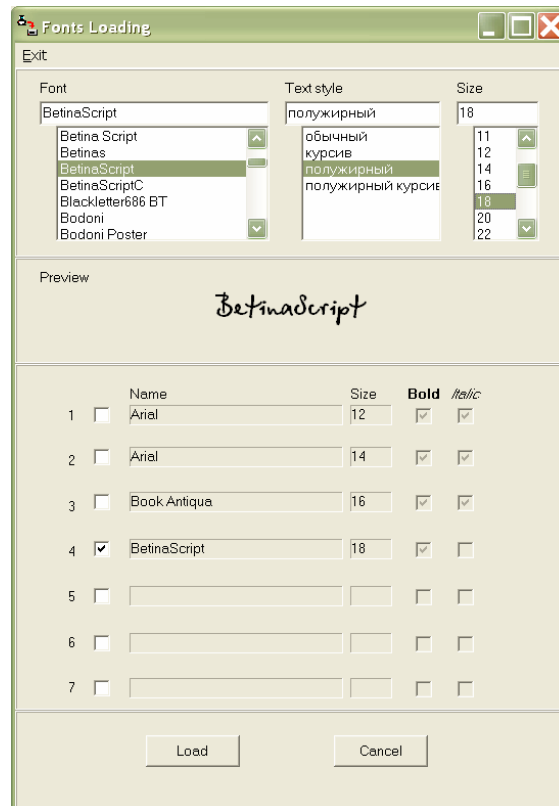 Fonts Loading
Exit
Font Text style Size
BetinaScript полужирный 18
Betina Script обычный 11
Betinas курсив 12
BetinaScript полужирный 14
BetinaScriptC полужирный курсив 16
Blackletter686 BT 18
Bodoni 20
Bodoni Poster 22
Preview
BetinaScript
Name Size Bold Italic
1 Arial 12
2 Arial 14
3 Book Antiqua 16
4 BetinaScript 18
5
6
7
Load Cancel